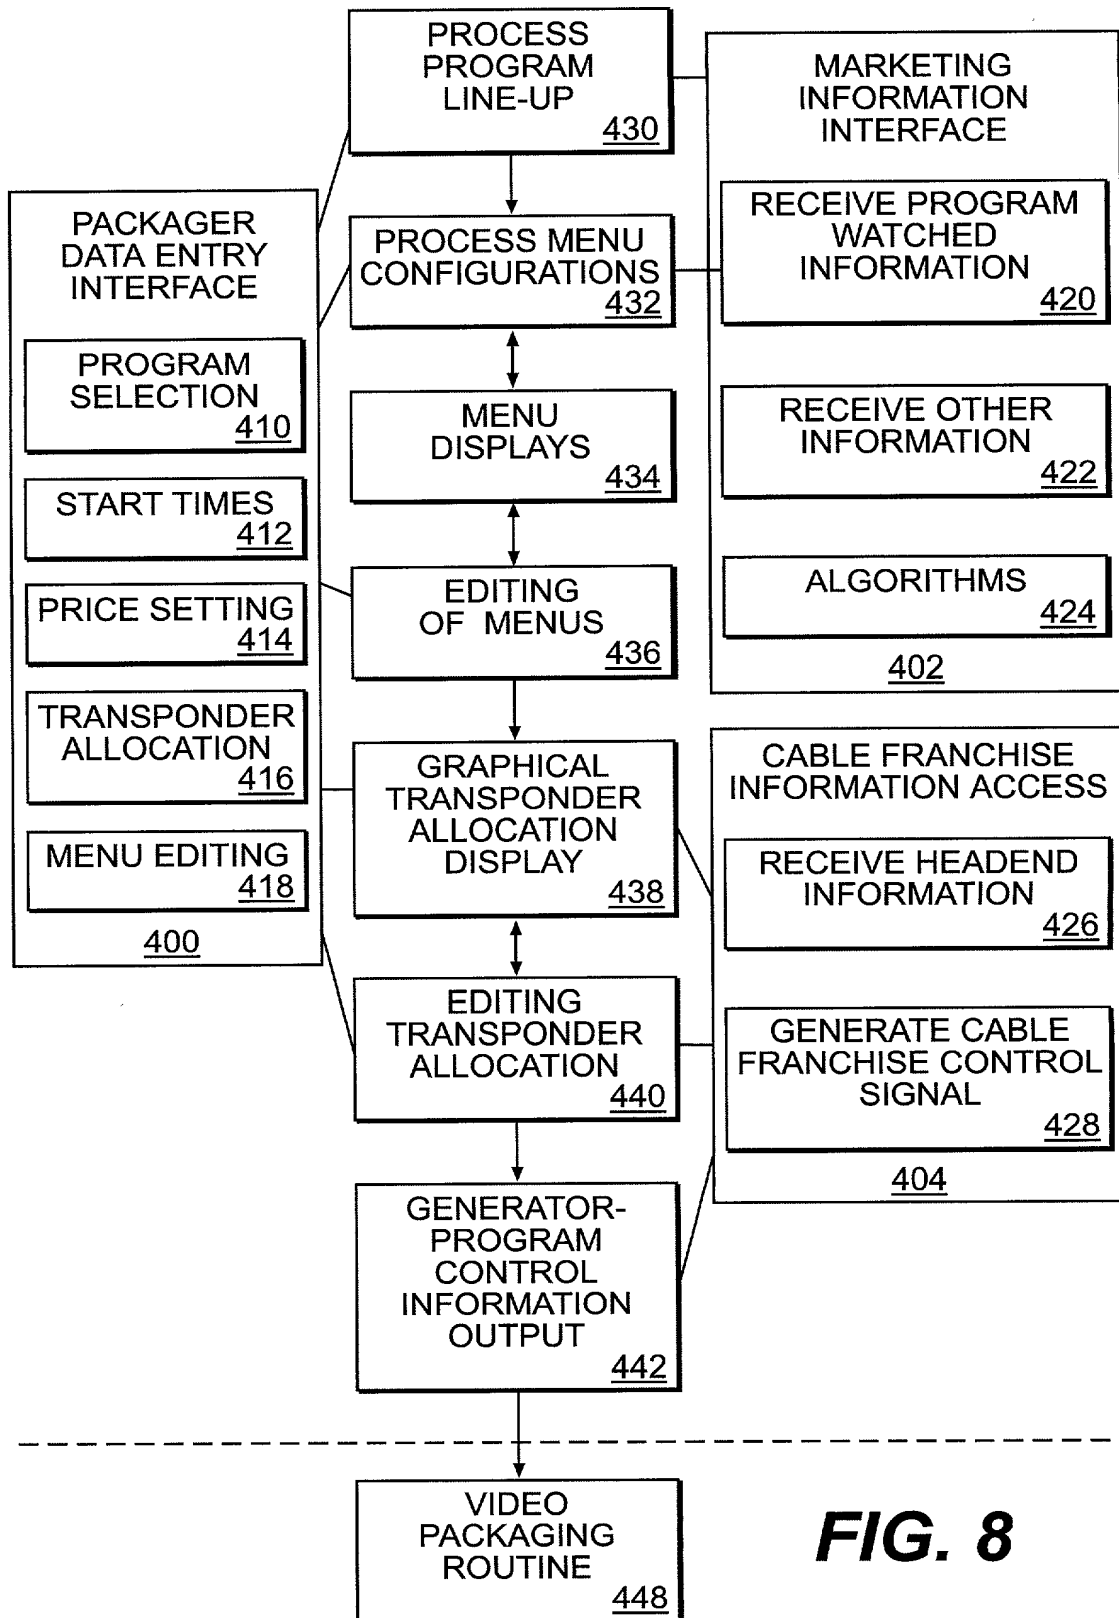 PROCESS
PROGRAM
LINE-UP
430
MARKETING
INFORMATION
INTERFACE
RECEIVE PROGRAM
WATCHED
INFORMATION
420
RECEIVE OTHER
INFORMATION
422
ALGORITHMS
424
402
PACKAGER
DATA ENTRY
INTERFACE
PROGRAM
SELECTION
410
START TIMES
412
PRICE SETTING
414
TRANSPONDER
ALLOCATION
416
MENU EDITING
418
400
PROCESS MENU
CONFIGURATIONS
432
MENU
DISPLAYS
434
EDITING
OF MENUS
436
GRAPHICAL
TRANSPONDER
ALLOCATION
DISPLAY
438
EDITING
TRANSPONDER
ALLOCATION
440
CABLE FRANCHISE
INFORMATION ACCESS
RECEIVE HEADEND
INFORMATION
426
GENERATE CABLE
FRANCHISE CONTROL
SIGNAL
428
404
GENERATOR-
PROGRAM
CONTROL
INFORMATION
OUTPUT
442
VIDEO
PACKAGING
ROUTINE
448
FIG. 8